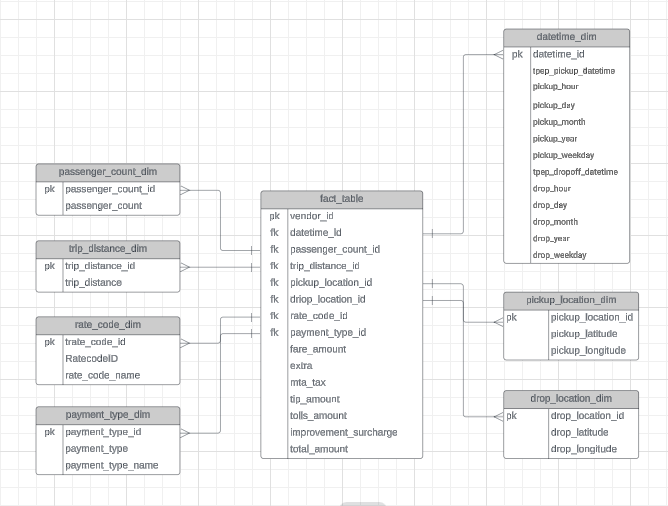 datetime_dim
pk datetime_id
tpep_pickup_datetime
pickup_hour
pickup_day
pickup_month
pickup_year
pickup_weekday
tpep_dropoff_datetime
drop_hour
drop_day
drop_month
drop_year
drop_weekday
passenger_count_dim
pk passenger_count_id
passenger_count
trip_distance_dim
pk trip_distance_id
trip_distance
rate_code_dim
pk trate_code_id
RatecodeID
rate_code_name
payment_type_dim
pk payment_type_id
payment_type
payment_type_name
fact_table
pk vendor_id
fk datetime_id
fk passenger_count_id
fk trip_distance_id
fk pickup_location_id
fk driop_location_id
fk rate_code_id
fk payment_type_id
fare_amount
extra
mta_tax
tip_amount
tolls_amount
improvement_surcharge
total_amount
pickup_location_dim
pk pickup_location_id
pickup_latitude
pickup_longitude
drop_location_dim
pk drop_location_id
drop_latitude
drop_longitude